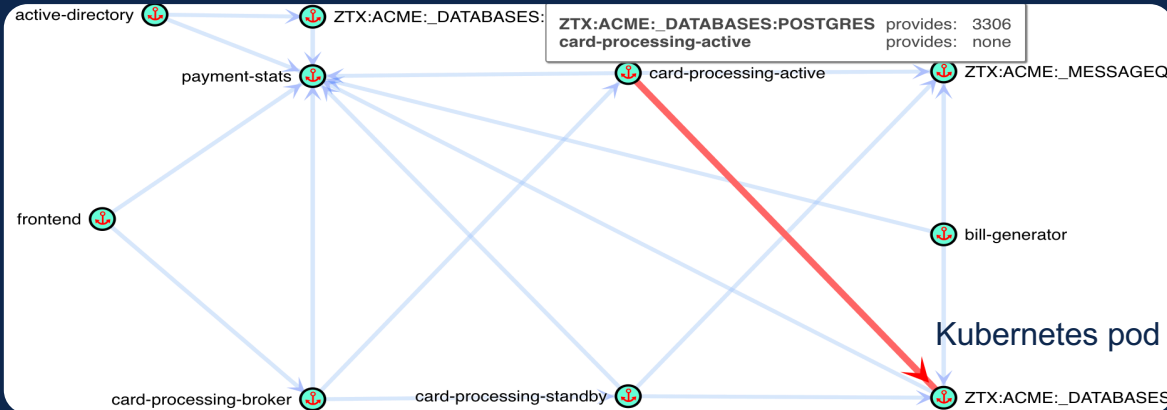 active-directory
ZTX:ACME:_DATABASES:
ZTX:ACME:_DATABASES:POSTGRES provides: 3306
card-processing-active provides: none
payment-stats
card-processing-active
ZTX:ACME:_MESSAGEQ
frontend
bill-generator
Kubernetes pod
card-processing-broker
card-processing-standby
ZTX:ACME:_DATABASES